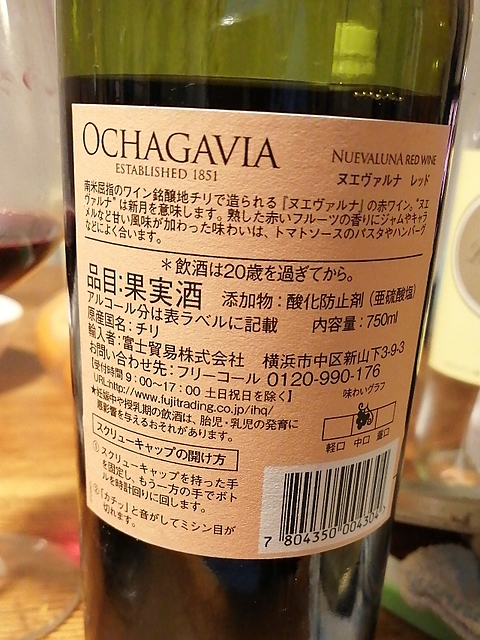 OCHAGAVIA
ESTABLISHED 1851
NUEVALUNA RED WINE
ヌエヴァルナ レッド
南米屈指のワイン銘醸地チリで造られる『ヌエヴァルナ』の赤ワイン。"ヌエ
ヴァルナ"は新月を意味します。熟した赤いフルーツの香りにジャムやキャラ
メルなど甘い風味が加わった味わいは、トマトソースのパスタやハンバーグ
などによく合います。
＊飲酒は20歳を過ぎてから。
品目:果実酒 添加物：酸化防止剤（亜硫酸塩）
アルコール分は表ラベルに記載 内容量：750ml
原産国名：チリ
輸入者：富士貿易株式会社 横浜市中区新山下3-9-3
お問い合わせ先：フリーコール 0120-990-176
【受付時間 9：00～17：00 土日祝日を除く】
URL:http://www.fujitrading.co.jp/ihq/
★妊娠中や授乳期の飲酒は、胎児・乳児の発育に
悪影響を与えるおそれがあります。
味わいグラフ
軽口 中口 重口
スクリューキャップの開け方
①スクリューキャップを持った手
を固定し、もう一方の手でボト
ルを時計回りに回します。
②「カチッ」と音がしてミシン目が
切れます。
7 804350 004304